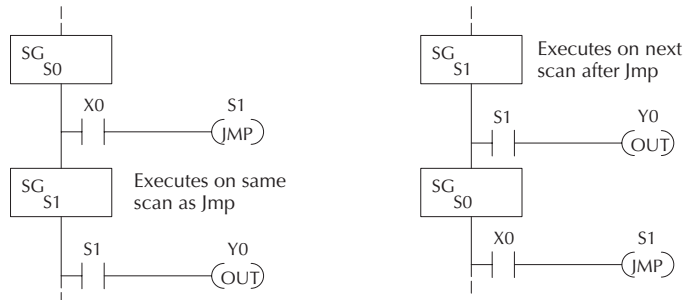 SG
S0
X0
S1
JMP
SG
S1
Executes on same
scan as Jmp
S1
Y0
OUT
SG
S1
Executes on next
scan after Jmp
S1
Y0
OUT
SG
S0
X0
S1
JMP